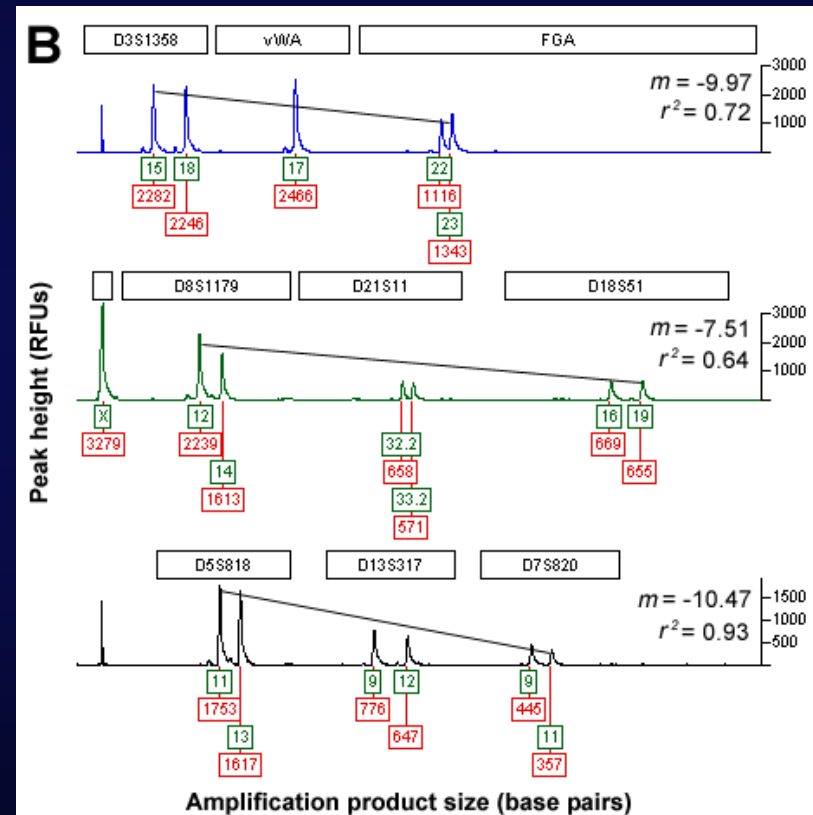 B
D3S1358 vWA FGA
3000
2000
1000
m = -9.97
r² = 0.72
15 18 17 22
2282 2466 1116
2246 23
1343
D8S1179 D21S11 D18S51
3000
2000
1000
m = -7.51
r² = 0.64
Peak height (RFUs)
X 12 32.2 16 19
3279 2239 658 669
14 33.2 655
1613 571
D5S818 D13S317 D7S820
1500
1000
500
m = -10.47
r² = 0.93
11 9 12 9
1753 776 445
13 647 11
1617 357
Amplification product size (base pairs)